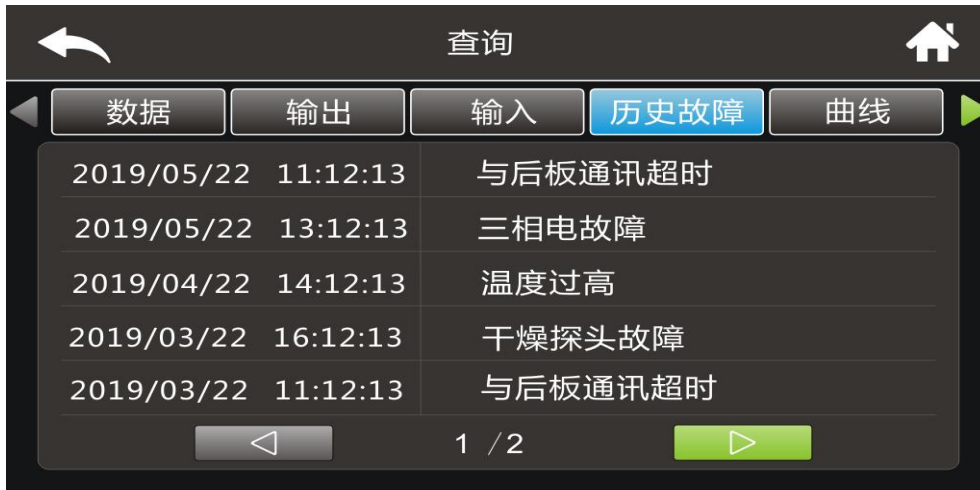 查询
数据 输出 输入 历史故障 曲线
2019/05/22 11:12:13 与后板通讯超时
2019/05/22 13:12:13 三相电故障
2019/04/22 14:12:13 温度过高
2019/03/22 16:12:13 干燥探头故障
2019/03/22 11:12:13 与后板通讯超时
1 /2